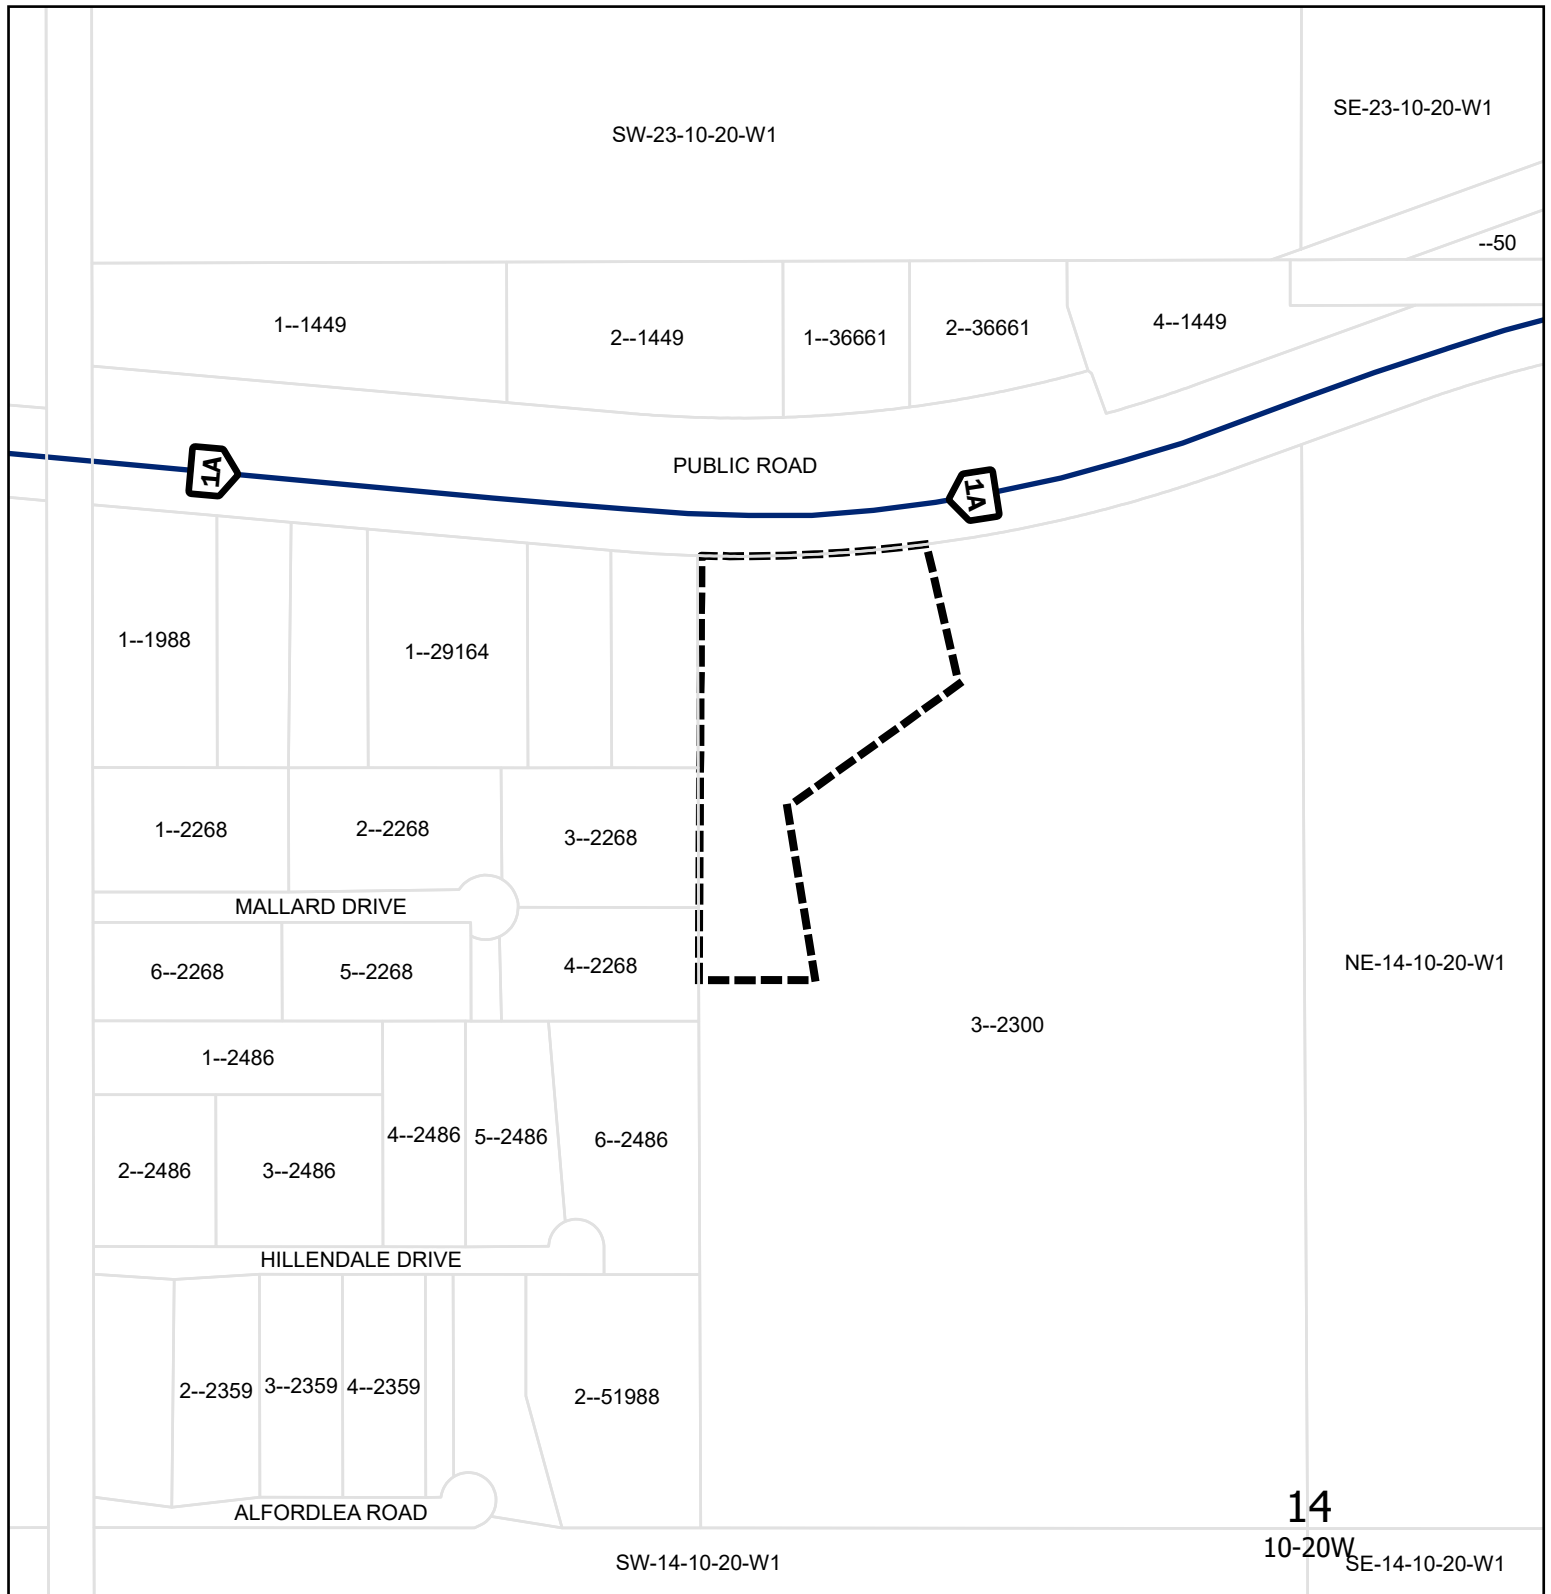 SE-23-10-20-W1
SW-23-10-20-W1
--50
1--1449
2--1449
1--36661
2--36661
4--1449
PUBLIC ROAD
1A
1A
1--1988
1--29164
1--2268
2--2268
3--2268
MALLARD DRIVE
6--2268
5--2268
4--2268
NE-14-10-20-W1
3--2300
1--2486
2--2486
3--2486
4--2486
5--2486
6--2486
HILLENDALE DRIVE
2--2359
3--2359
4--2359
2--51988
ALFORDLEA ROAD
14
10-20W
SW-14-10-20-W1
SE-14-10-20-W1